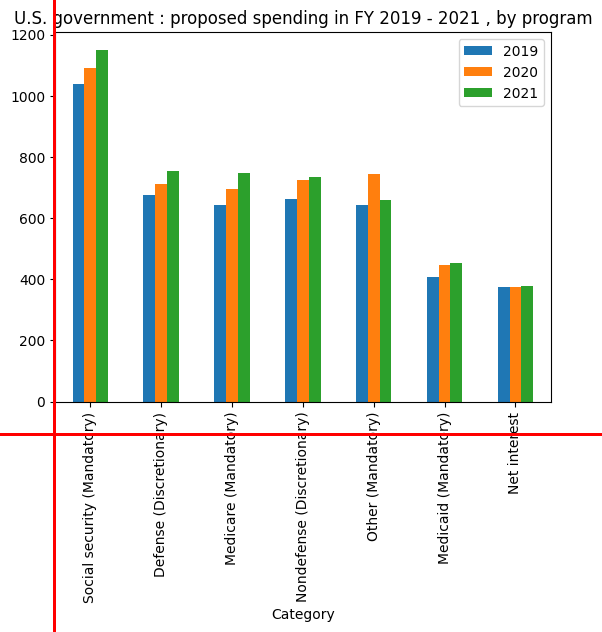 U.S. government : proposed spending in FY 2019 - 2021 , by program
1200
1000
800
600
400
200
0
2019
2020
2021
Social security (Mandatory)
Defense (Discretionary)
Medicare (Mandatory)
Nondefense (Discretionary)
Other (Mandatory)
Medicaid (Mandatory)
Net interest
Category